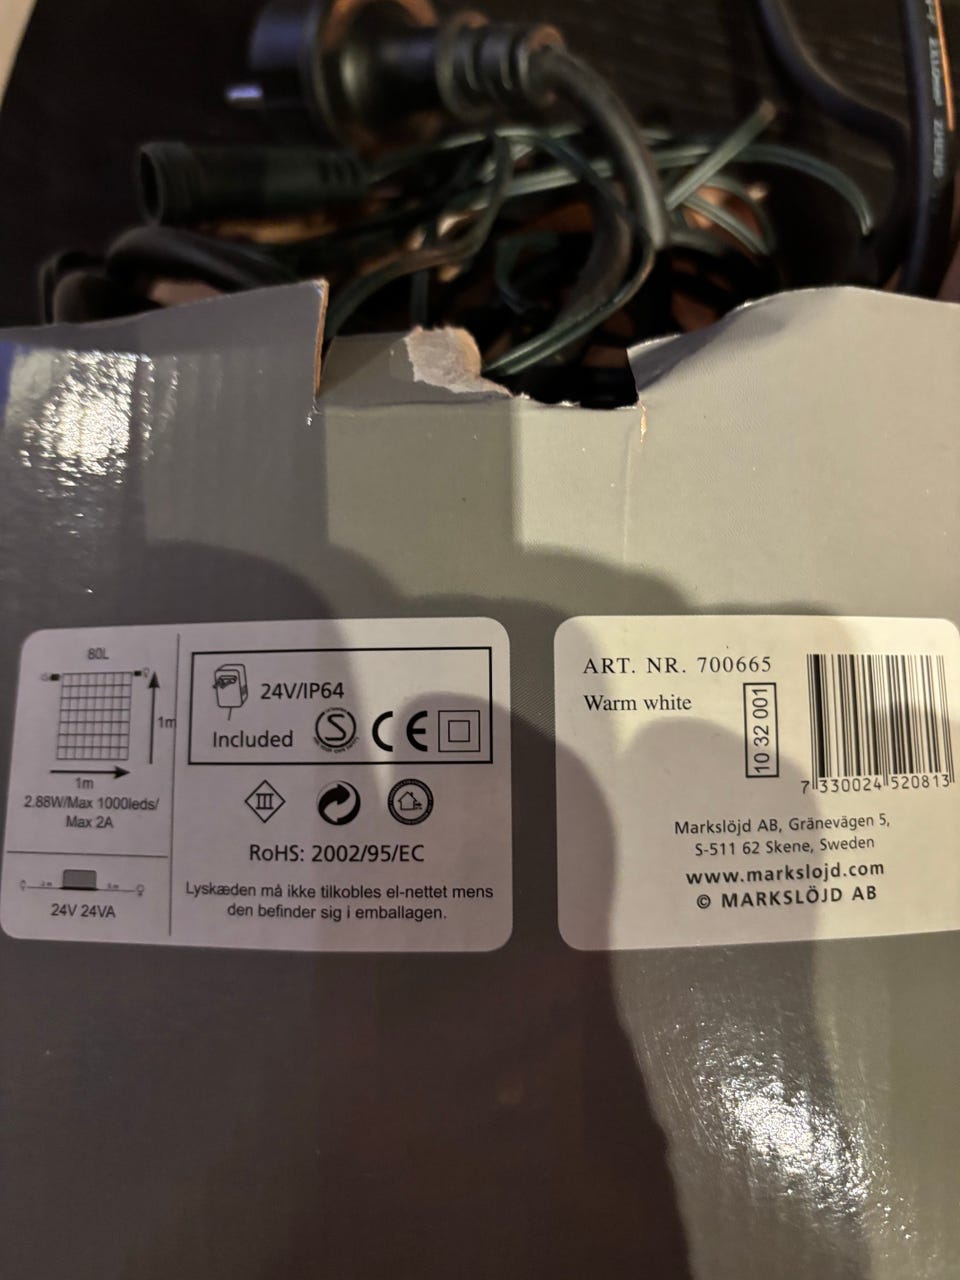 80L
1m
1m
2.88W/Max 1000leds/
Max 2A
24V 24VA
24V/IP64
Included
S
CE
III
RoHS: 2002/95/EC
Lyskæden må ikke tilkobles el-nettet mens
den befinder sig i emballagen.
ART. NR. 700665
Warm white
10 32 001
7 330024 520813
Markslöjd AB, Gränevägen 5,
S-511 62 Skene, Sweden
www.markslojd.com
© MARKSLÖJD AB